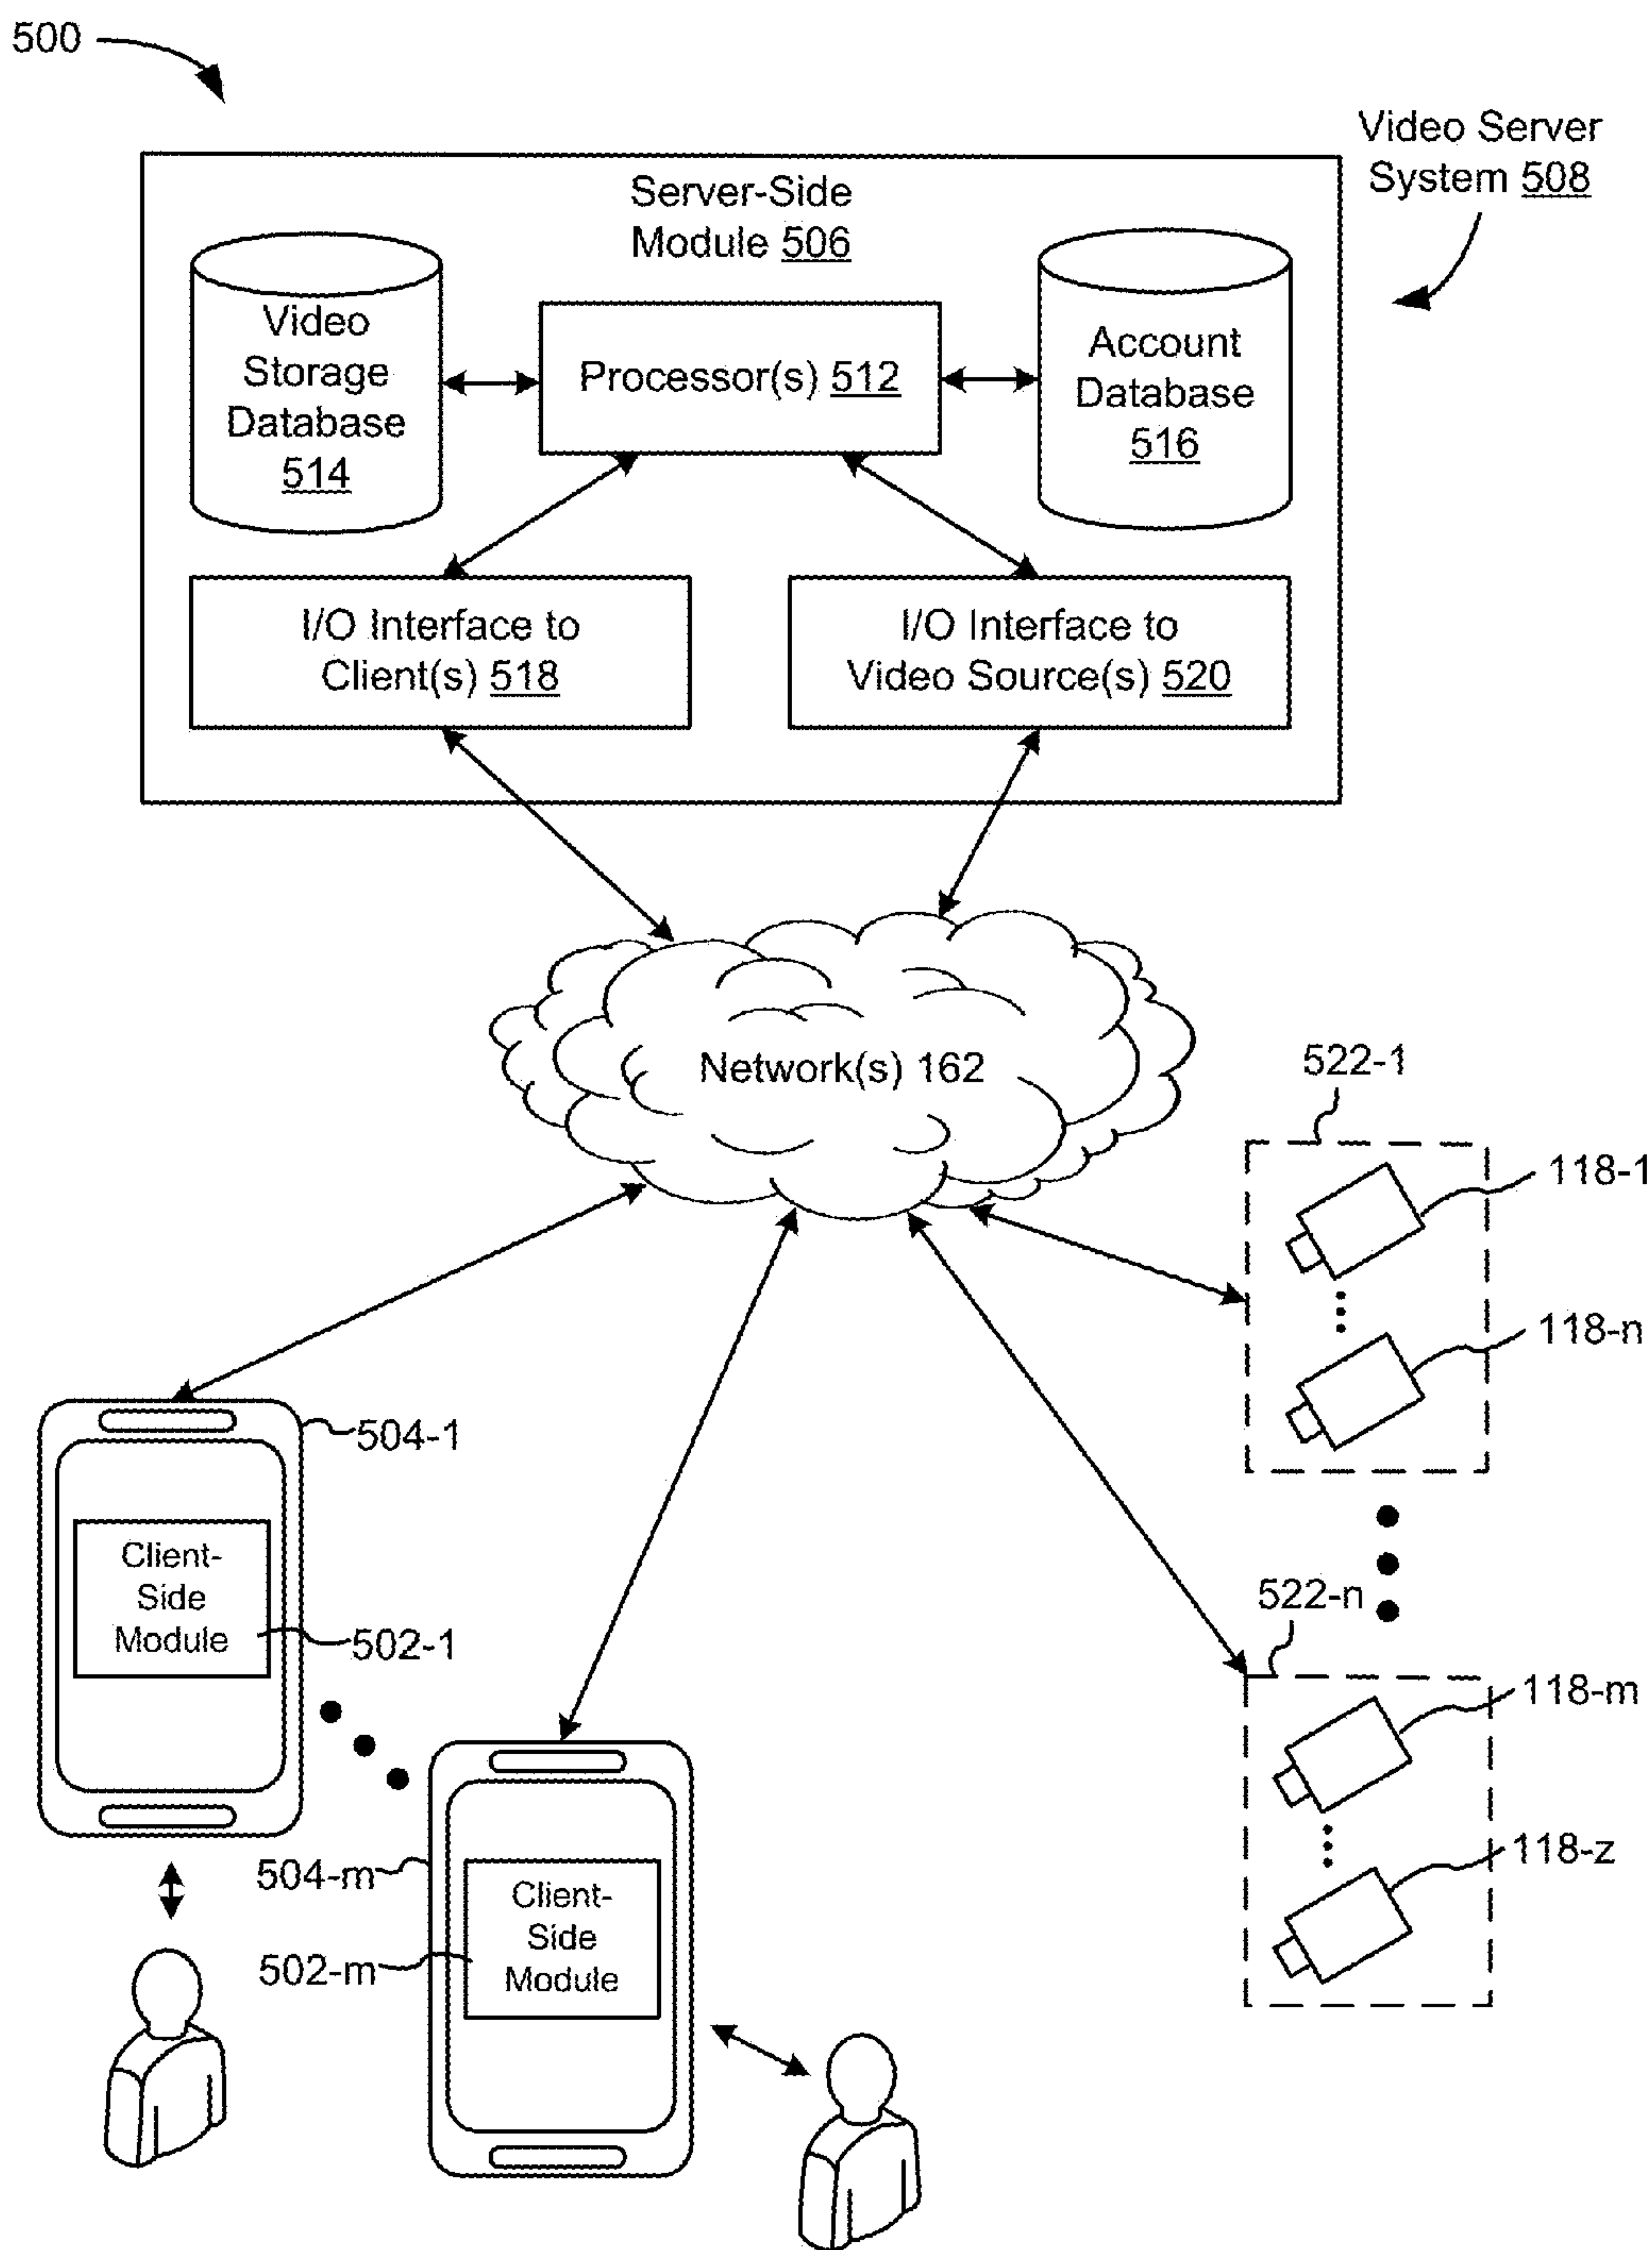 500
Video Server
System 508
Server-Side
Module 506
Video
Storage
Database
514
Processor(s) 512
Account
Database
516
I/O Interface to
Client(s) 518
I/O Interface to
Video Source(s) 520
Network(s) 162
522-1
118-1
118-n
504-1
Client-
Side
Module
502-1
522-n
118-m
118-z
504-m
Client-
Side
Module
502-m